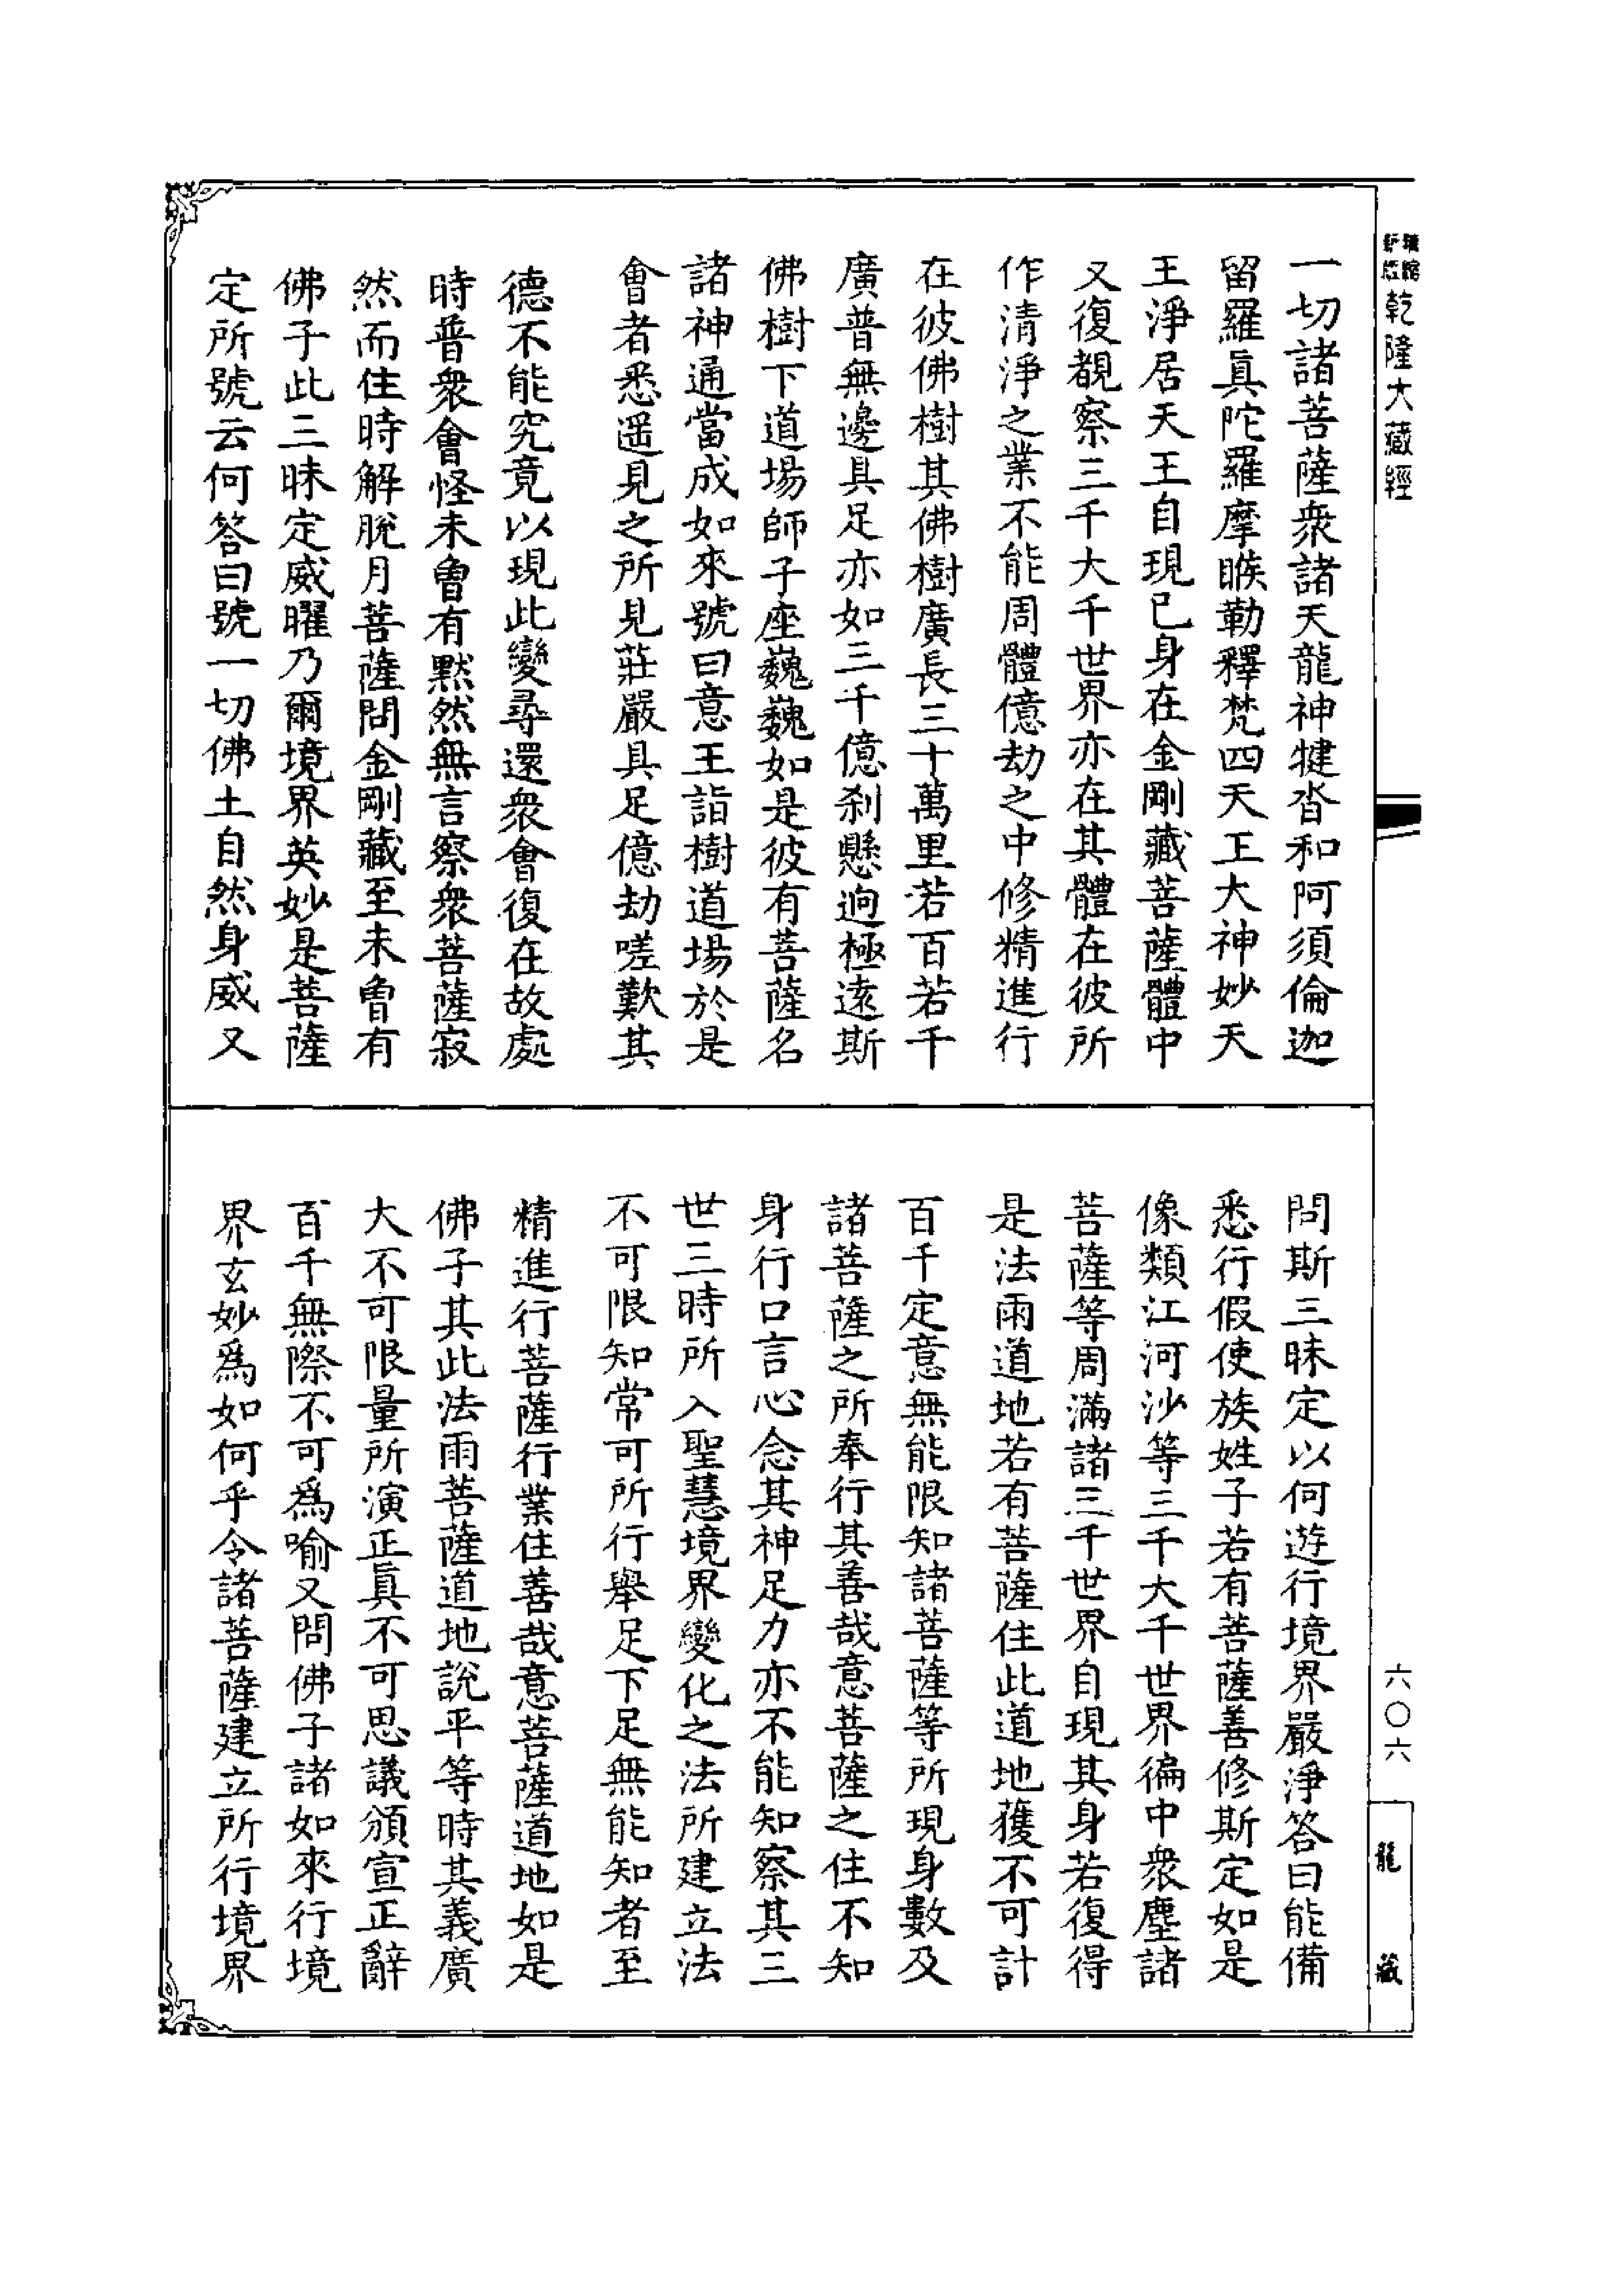 乾隆大藏經
一切諸菩薩衆諸天龍神揵沓和阿須倫迦
留羅眞陀羅摩睺勒釋梵四天王大神妙天
王淨居天王自現已身在金剛藏菩薩體中
又復覩察三千大千世界亦在其體在彼所
作清淨之業不能周體億劫之中修精進行
在彼佛樹其佛樹廣長三十萬里若百若千
廣普無邊具足亦如三千億刹懸逈極遠斯
佛樹下道場師子座巍巍如是彼有菩薩名
諸神通當成如來號曰意王詣樹道場於是
會者悉遥見之所見莊嚴具足億劫嗟歎其
德不能究竟以現此變尋還衆會復在故處
時普衆會怪未曾有默然無言察衆菩薩寂
然而住時解脫月菩薩問金剛藏至未曾有
佛子此三昧定威曜乃爾境界英妙是菩薩
定所號云何答曰號一切佛土自然身威又
問斯三昧定以何遊行境界嚴淨答曰能備
悉行假使族姓子若有菩薩善修斯定如是
像類江河沙等三千大千世界徧中衆塵諸
菩薩等周滿諸三千世界自現其身若復得
是法雨道地若有菩薩住此道地獲不可計
百千定意無能限知諸菩薩等所現身數及
諸菩薩之所奉行其善哉意菩薩之住不知
身行口言心念其神足力亦不能知察其三
世三時所入聖慧境界變化之法所建立法
不可限知常可所行舉足下足無能知者至
精進行菩薩行業住善哉意菩薩道地如是
佛子其此法雨菩薩道地說平等時其義廣
大不可限量所演正眞不可思議頒宣正辭
百千無際不可爲喻又問佛子諸如來行境
界玄妙爲如何乎令諸菩薩建立所行境界
六〇六
龍藏